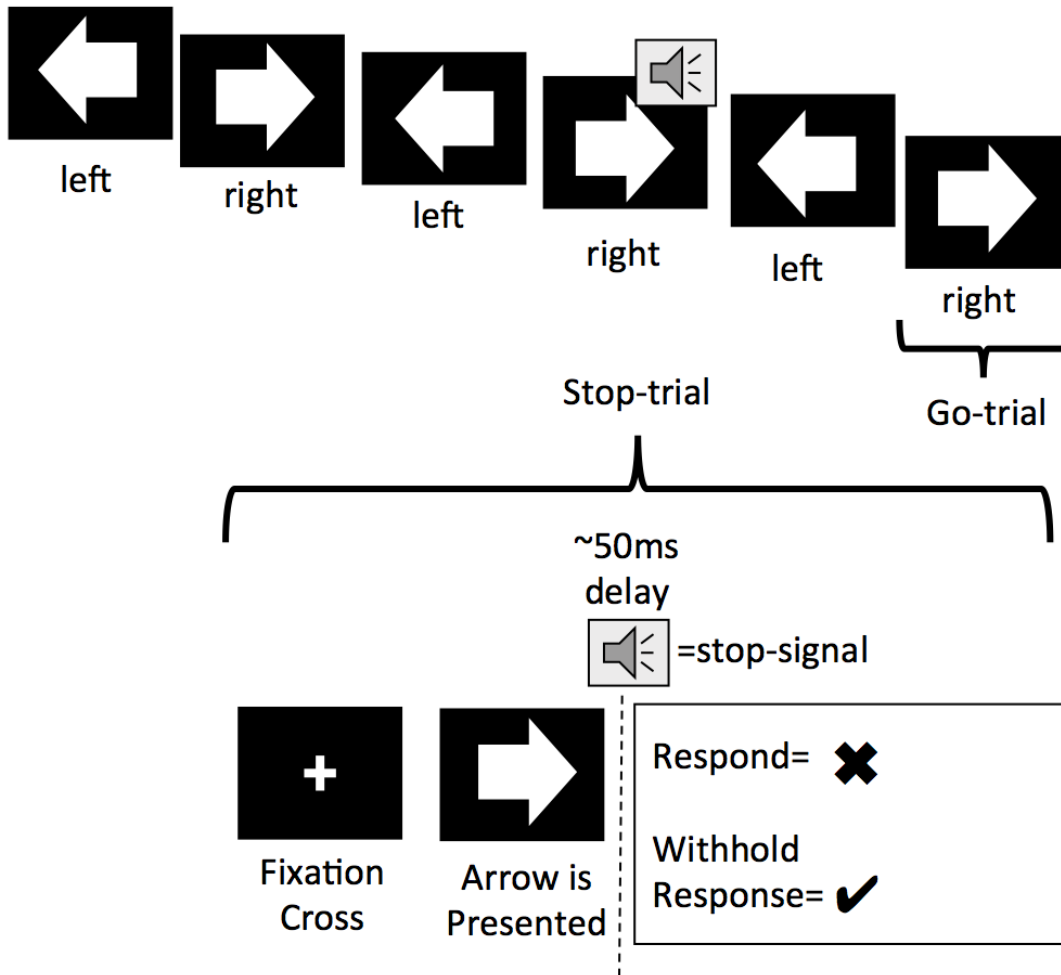 left
right
left
right
left
right
Stop-trial
Go-trial
~50ms
delay
=stop-signal
Respond=
Withhold
Response=
Fixation
Cross
Arrow is
Presented